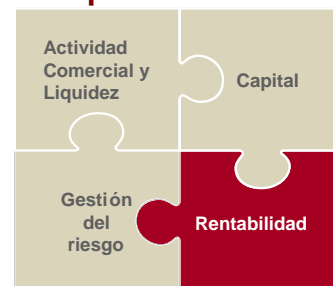 Actividad
Comercial y
Liquidez
Capital
Gestión
del
riesgo
Rentabilidad